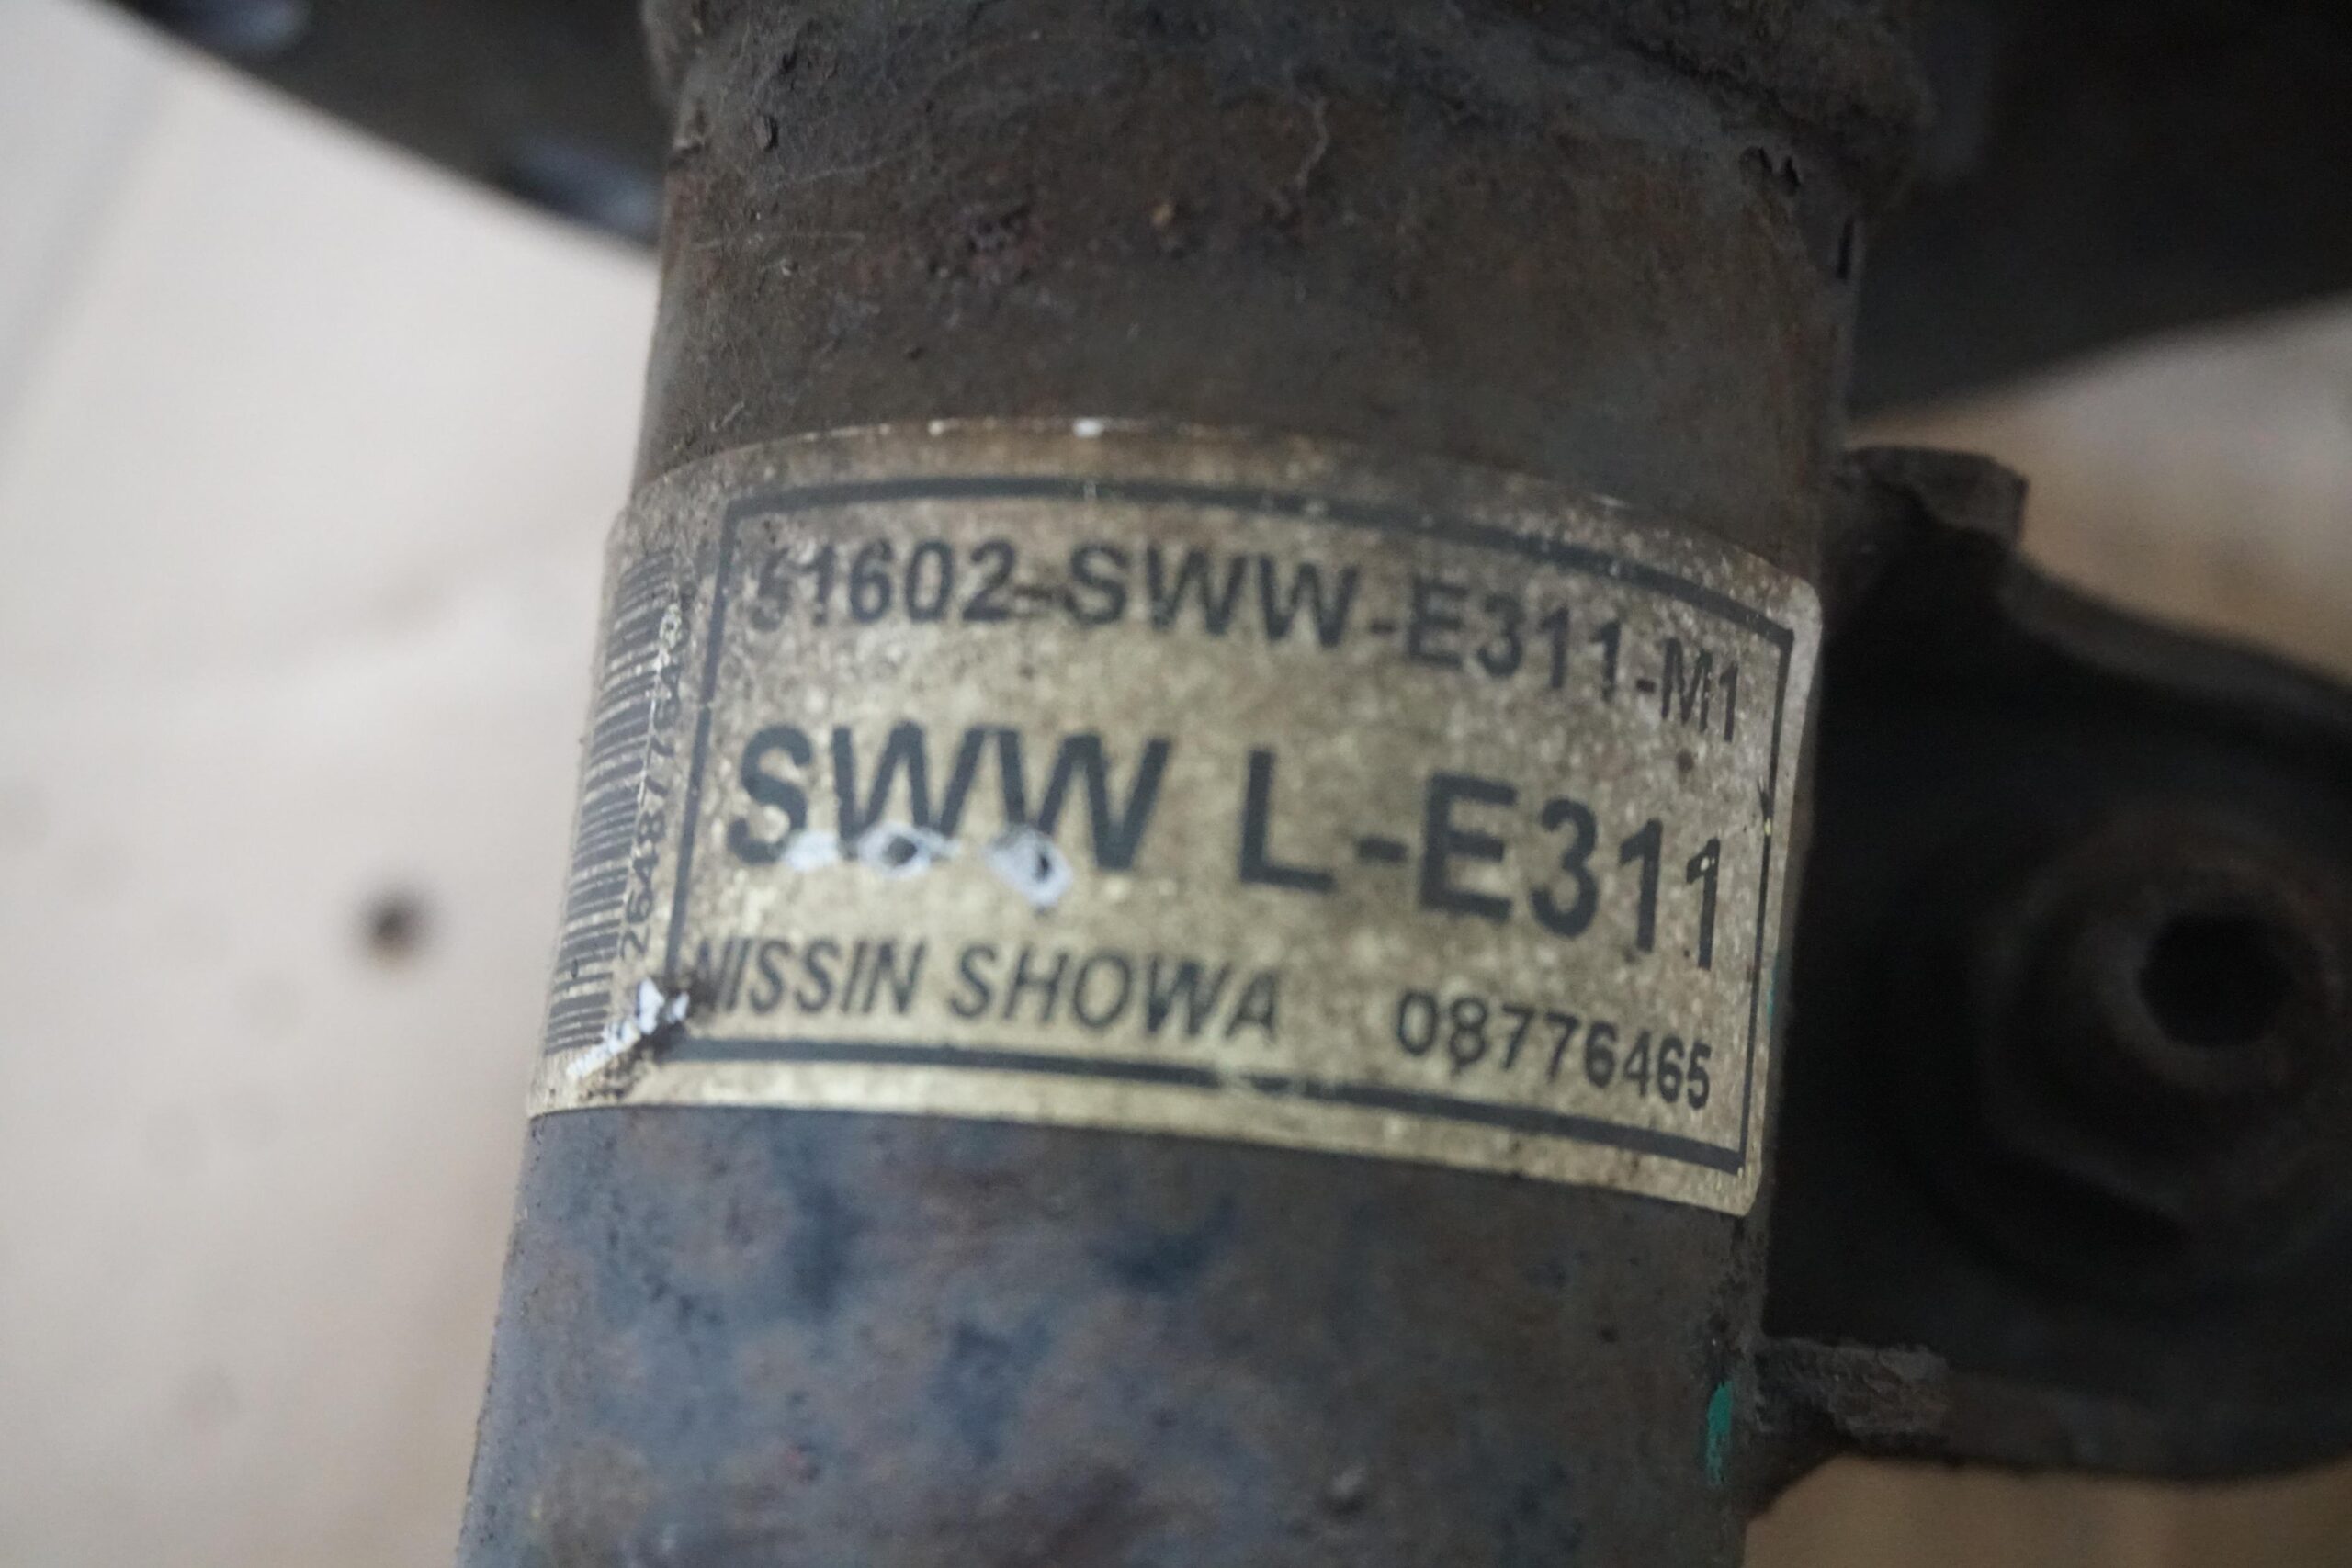 51602-SWW-E311-M1
SWW L-E311
NISSIN SHOWA 08776465